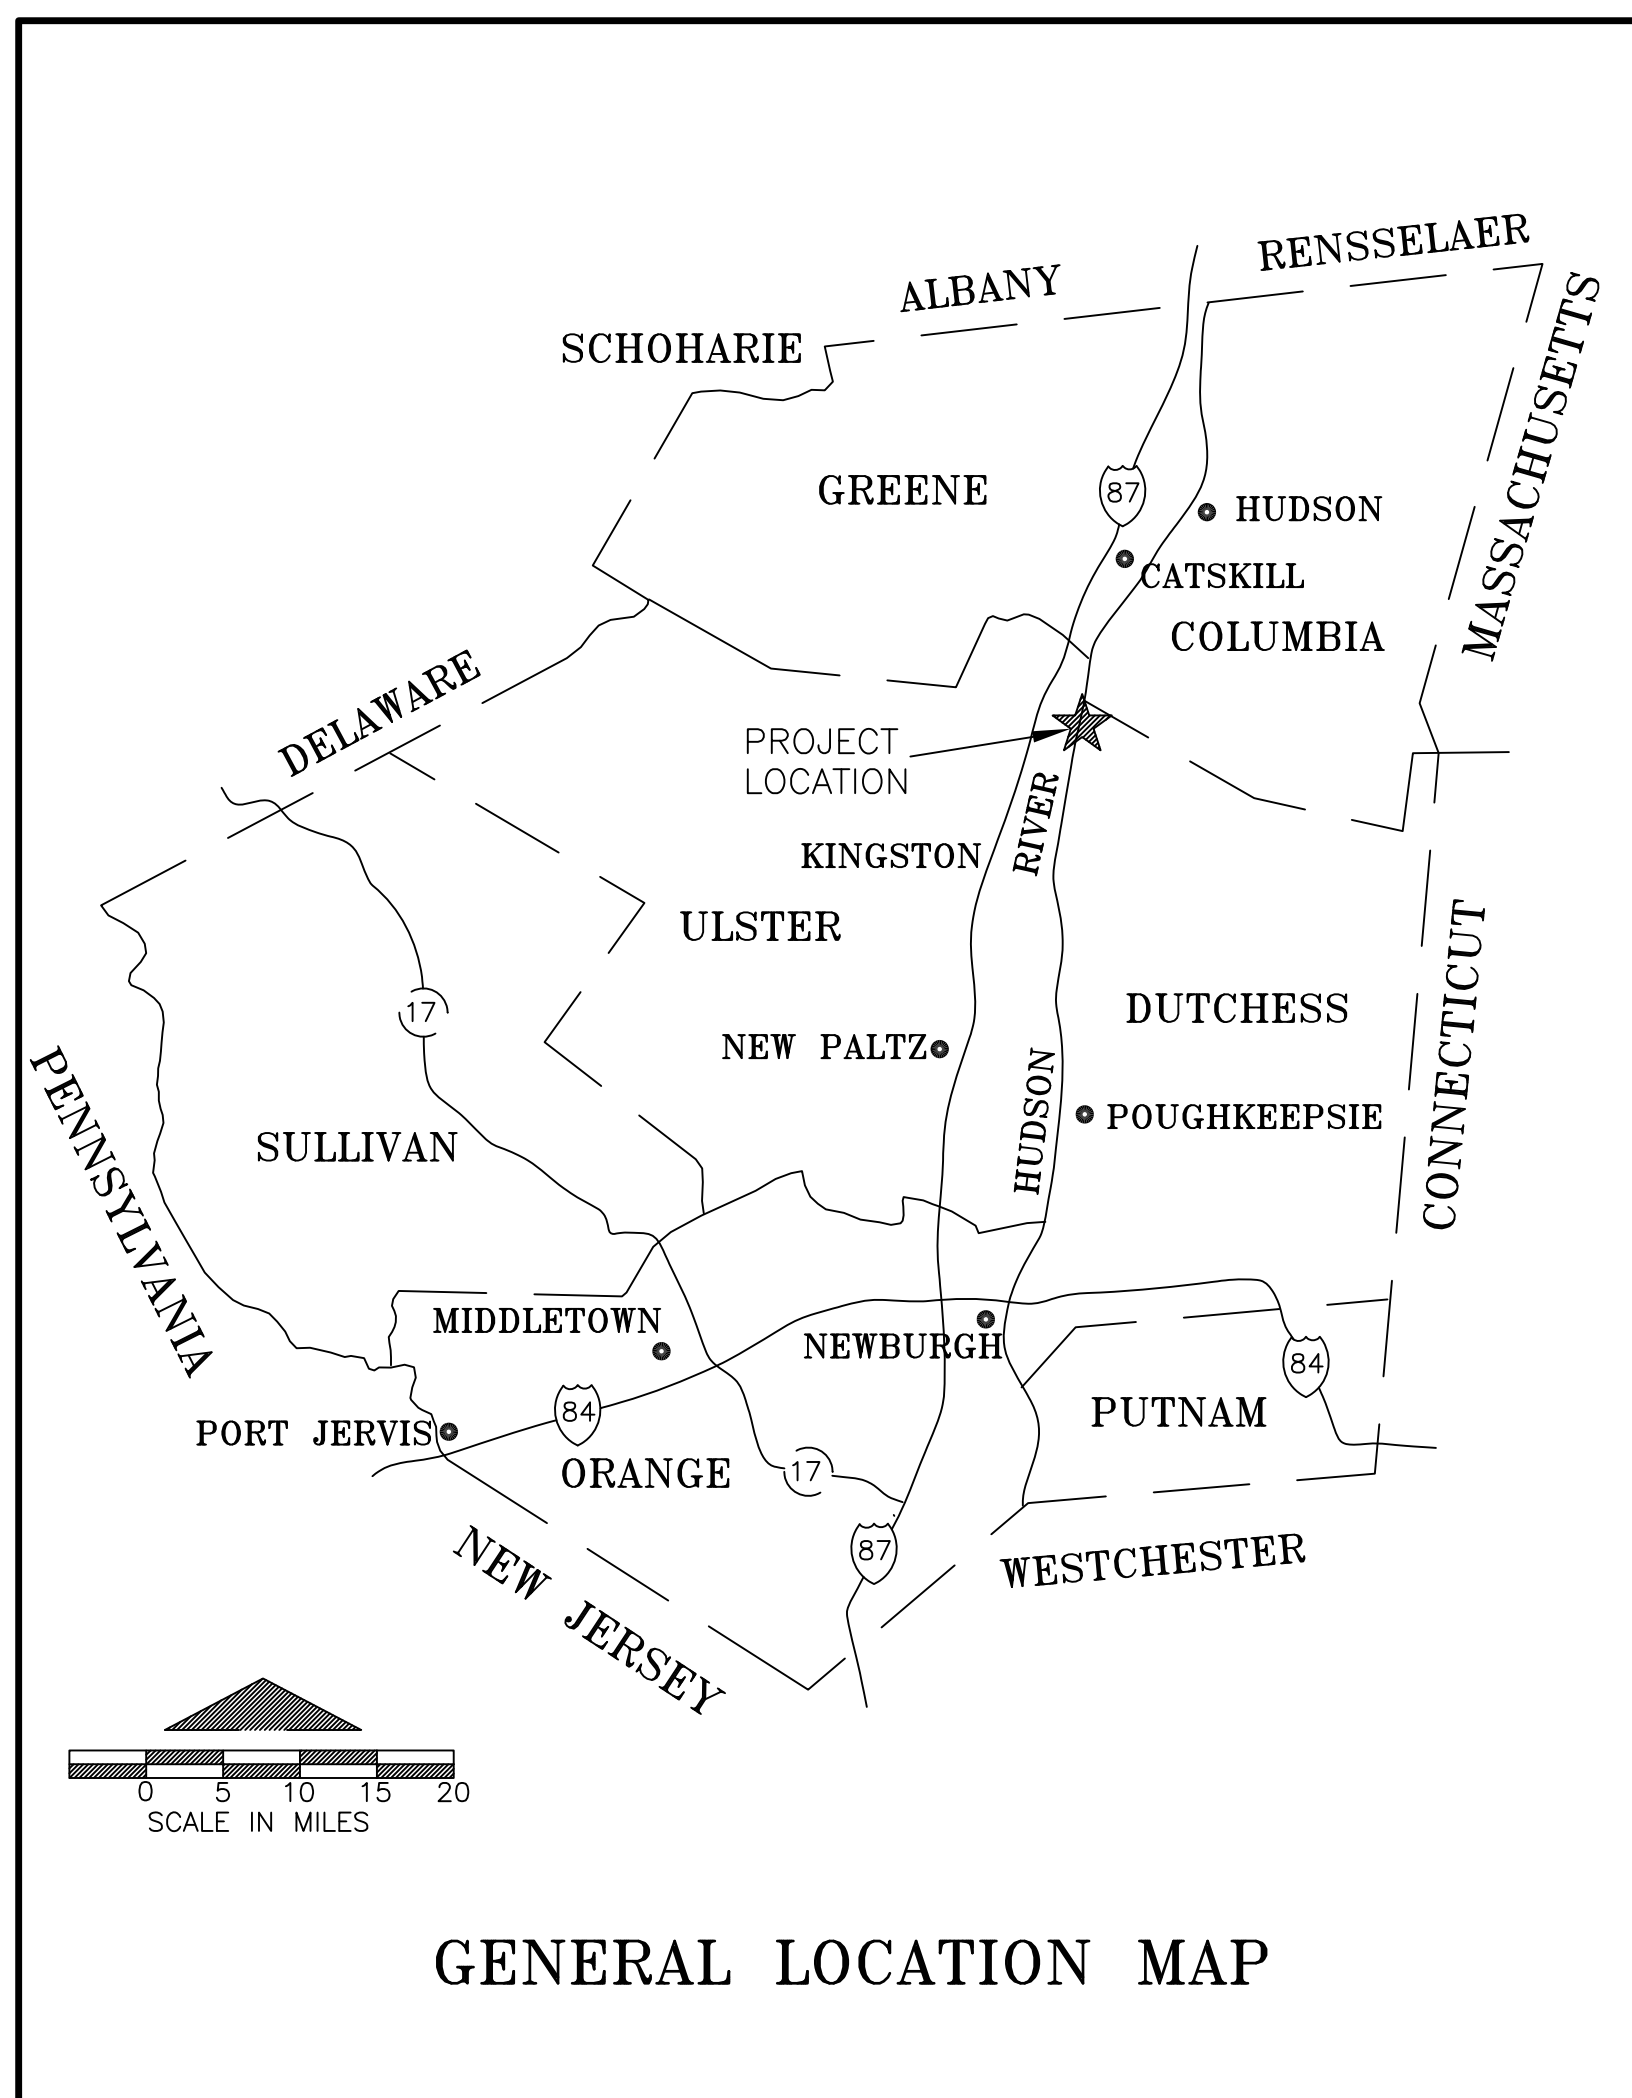 RENSSELAER
ALBANY
SCHOHARIE
MASSACHUSETTS
GREENE
87
HUDSON
CATSKILL
COLUMBIA
DELAWARE
PROJECT
LOCATION
RIVER
KINGSTON
ULSTER
CONNECTICUT
17
DUTCHESS
NEW PALTZ
HUDSON
PENNSYLVANIA
POUGHKEEPSIE
SULLIVAN
MIDDLETOWN
NEWBURGH
84
84
PUTNAM
PORT JERVIS
ORANGE
17
87
WESTCHESTER
NEW JERSEY
0 5 10 15 20
SCALE IN MILES
GENERAL LOCATION MAP